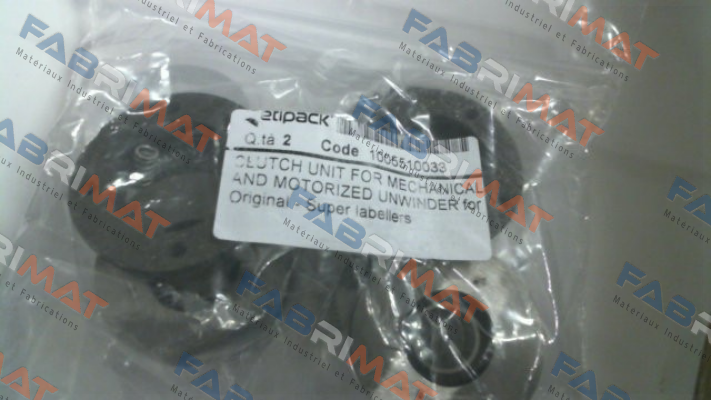 etipack
Q.tà 2 Code 1005510033
CLUTCH UNIT FOR MECHANICAL
AND MOTORIZED UNWINDER for
Original - Super labellers
FABRIMAT
Materiaux Industriel et Fabrications